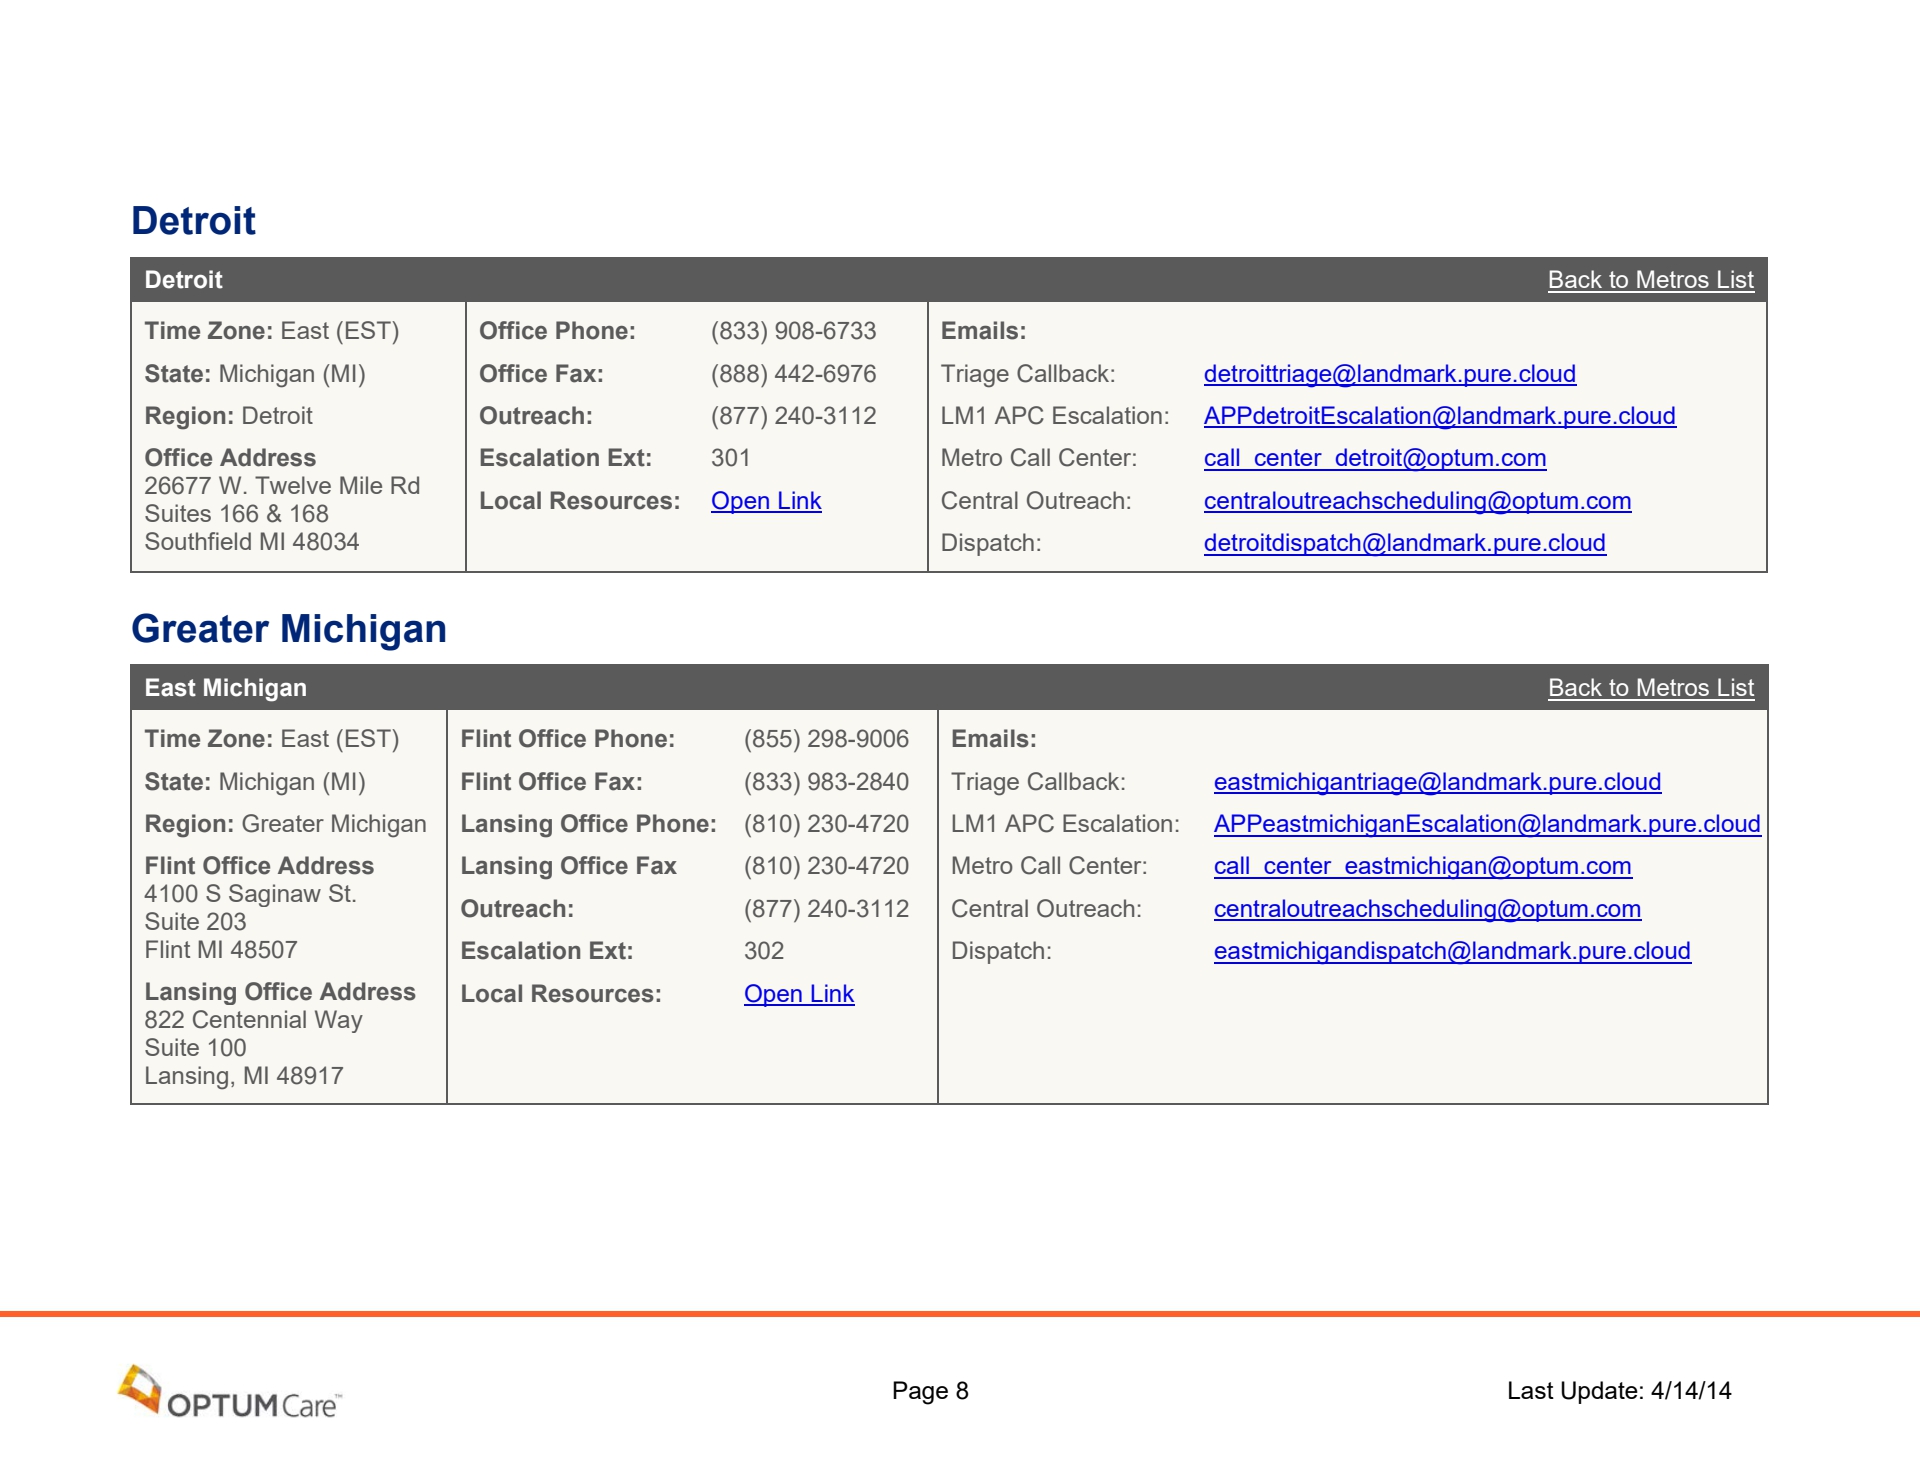 Detroit
Detroit Back to Metros List
Time Zone: East (EST)
State: Michigan (MI)
Region: Detroit
Office Address
26677 W. Twelve Mile Rd
Suites 166 & 168
Southfield MI 48034
Office Phone: (833) 908-6733
Office Fax: (888) 442-6976
Outreach: (877) 240-3112
Escalation Ext: 301
Local Resources: Open Link
Emails:
Triage Callback: detroittriage@landmark.pure.cloud
LM1 APC Escalation: APPdetroitEscalation@landmark.pure.cloud
Metro Call Center: call_center_detroit@optum.com
Central Outreach: centraloutreachscheduling@optum.com
Dispatch: detroitdispatch@landmark.pure.cloud
Greater Michigan
East Michigan Back to Metros List
Time Zone: East (EST)
State: Michigan (MI)
Region: Greater Michigan
Flint Office Address
4100 S Saginaw St.
Suite 203
Flint MI 48507
Lansing Office Address
822 Centennial Way
Suite 100
Lansing, MI 48917
Flint Office Phone: (855) 298-9006
Flint Office Fax: (833) 983-2840
Lansing Office Phone: (810) 230-4720
Lansing Office Fax (810) 230-4720
Outreach: (877) 240-3112
Escalation Ext: 302
Local Resources: Open Link
Emails:
Triage Callback: eastmichigantriage@landmark.pure.cloud
LM1 APC Escalation: APPeastmichiganEscalation@landmark.pure.cloud
Metro Call Center: call_center_eastmichigan@optum.com
Central Outreach: centraloutreachscheduling@optum.com
Dispatch: eastmichigandispatch@landmark.pure.cloud
OPTUM Care™
Page 8
Last Update: 4/14/14